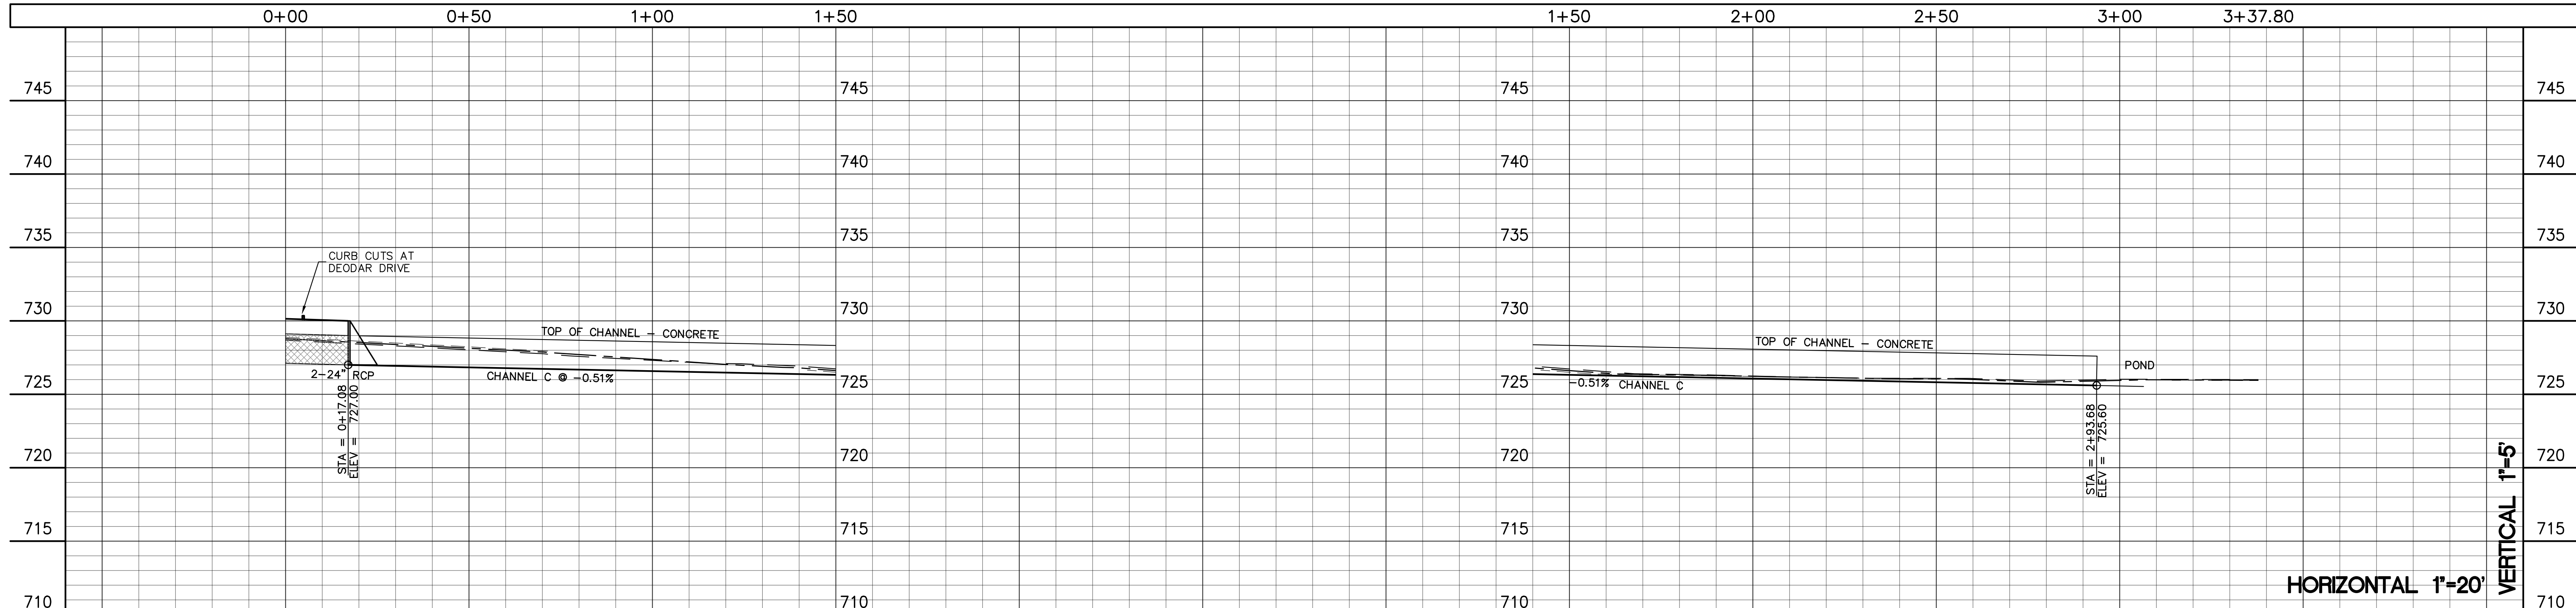 0+00 0+50 1+00 1+50 1+50 2+00 2+50 3+00 3+37.80
745 745 745 745
740 740 740 740
735 735 735 735
CURB CUTS AT
DEODAR DRIVE
730 730 730 730
TOP OF CHANNEL - CONCRETE
TOP OF CHANNEL - CONCRETE
POND
2-24" RCP
CHANNEL C @ -0.51%
-0.51% CHANNEL C
725 725 725 725
STA = 0+17.08
ELEV = 727.00
STA = 2+93.68
ELEV = 725.60
720 720 720 720
715 715 715 715
VERTICAL 1"=5'
HORIZONTAL 1"=20'
710 710 710 710